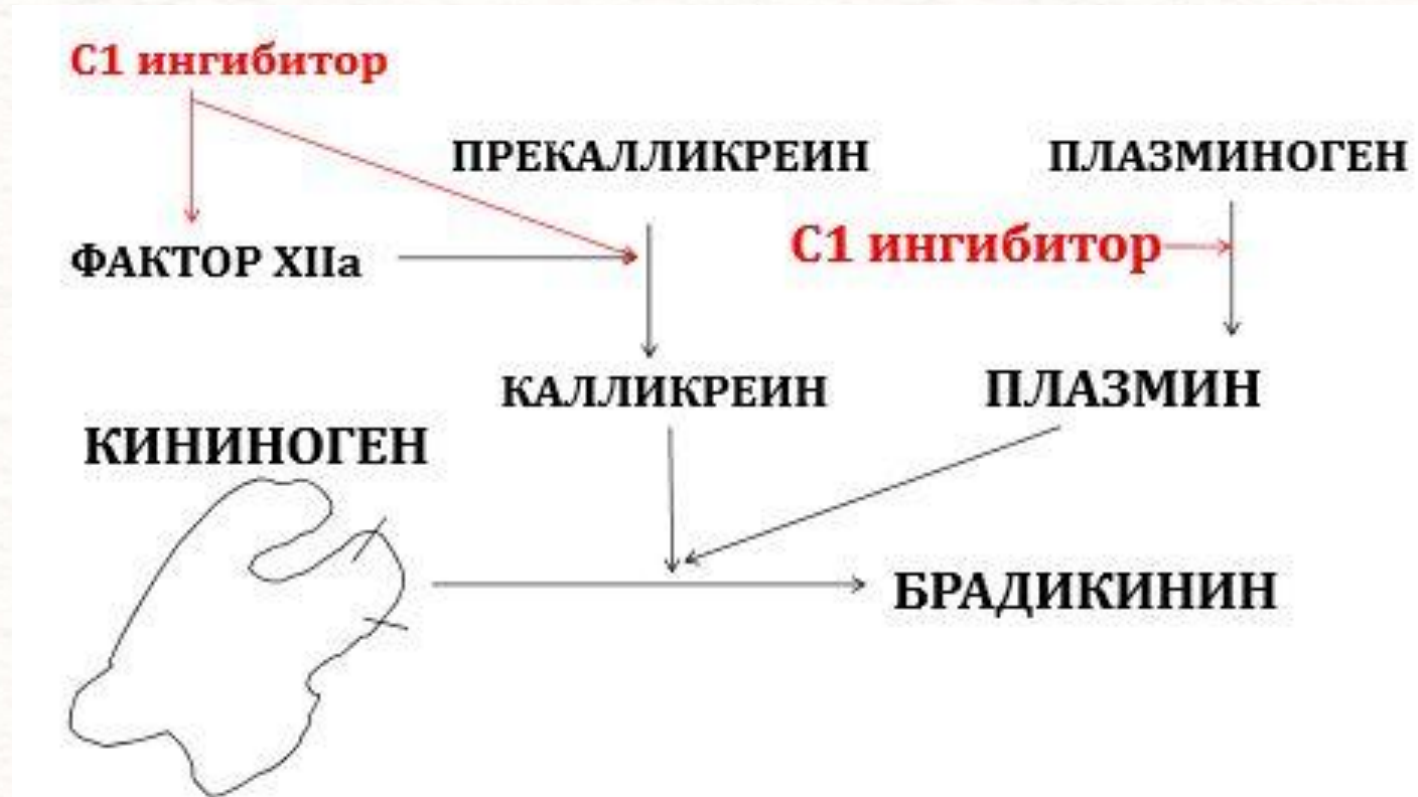 С1 ингибитор
ПРЕКАЛЛИКРЕИН
ПЛАЗМИНОГЕН
ФАКТОР XIIa
С1 ингибитор
КАЛЛИКРЕИН
ПЛАЗМИН
КИНИНОГЕН
БРАДИКИНИН